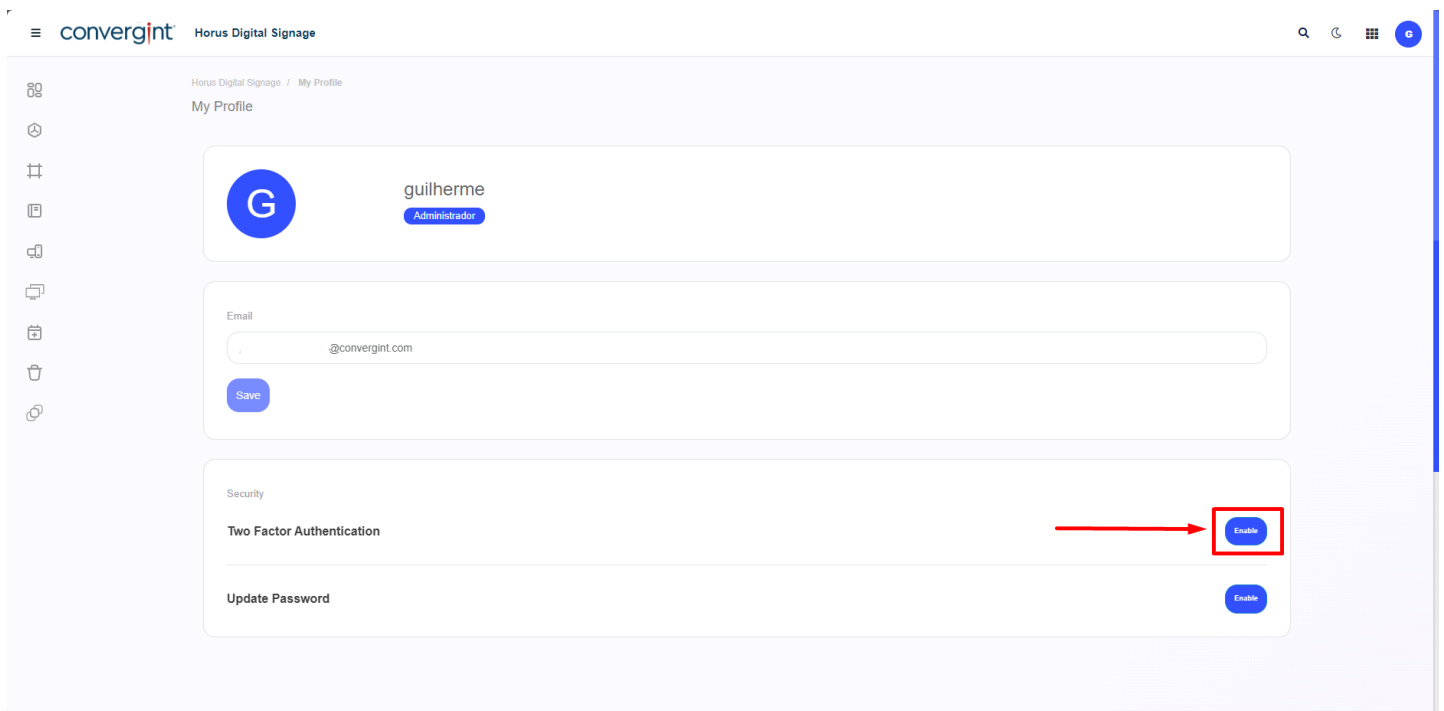 convergint Horus Digital Signage G
Horus Digital Signage / My Profile
My Profile
G
guilherme
Administrador
Email
@convergint.com
Save
Security
Two Factor Authentication Enable
Update Password Enable